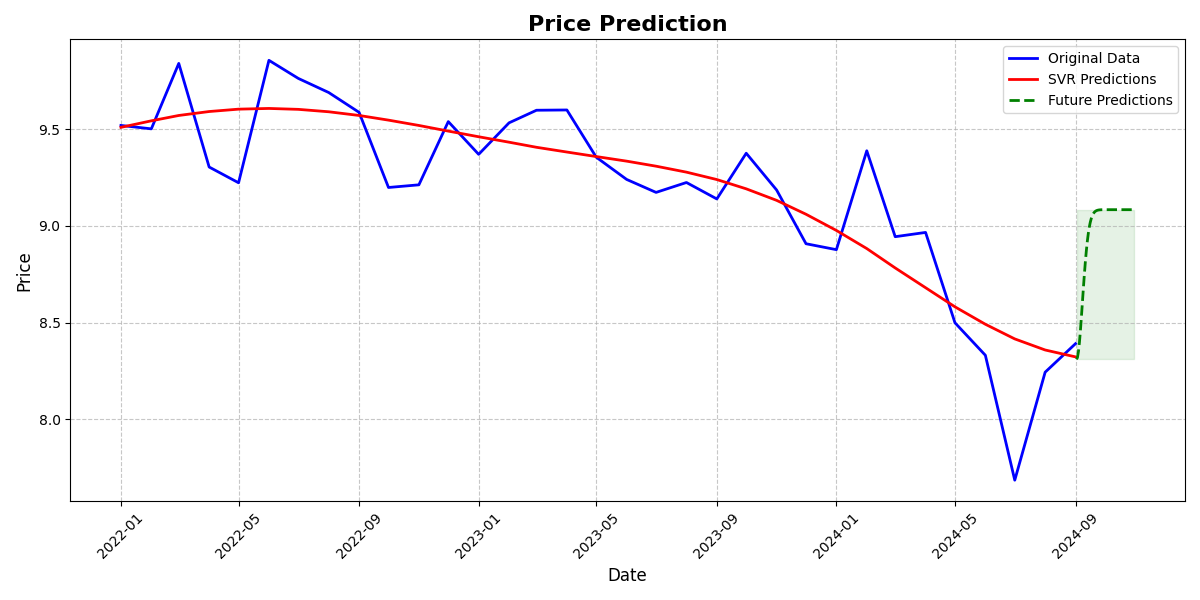 Price Prediction
Original Data
SVR Predictions
Future Predictions
Price
9.5
9.0
8.5
8.0
2022-01
2022-05
2022-09
2023-01
2023-05
2023-09
2024-01
2024-05
2024-09
Date